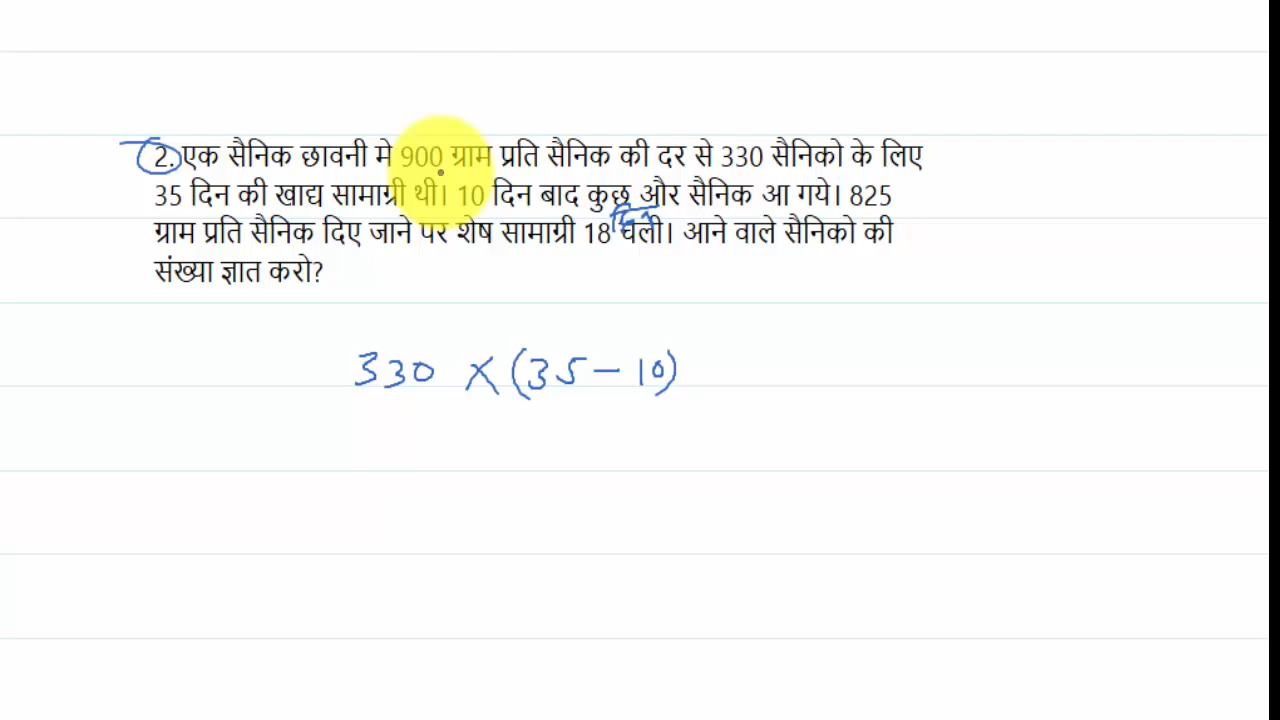 2. एक सैनिक छावनी मे 900 ग्राम प्रति सैनिक की दर से 330 सैनिको के लिए
35 दिन की खाद्य सामाग्री थी। 10 दिन बाद कुछ और सैनिक आ गये। 825
दिन
ग्राम प्रति सैनिक दिए जाने पर शेष सामाग्री 18 चली। आने वाले सैनिको की
संख्या ज्ञात करो?
330 × (35 - 10)